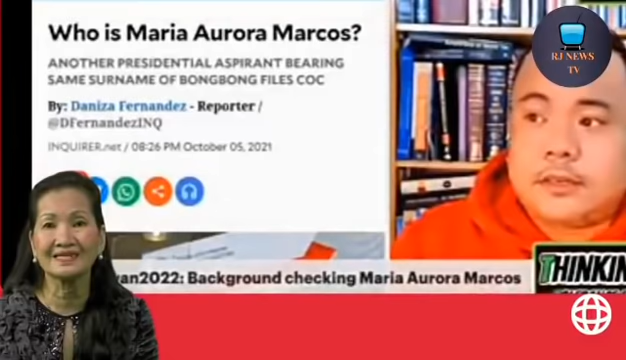 Who is Maria Aurora Marcos?
RJ NEWS
TV
ANOTHER PRESIDENTIAL ASPIRANT BEARING
SAME SURNAME OF BONGBONG FILES COC
By: Daniza Fernandez - Reporter /
@DFernandezINQ
INQUIRER.net / 08:26 PM October 05, 2021
THINKIN
yan2022: Background checking Maria Aurora Marcos